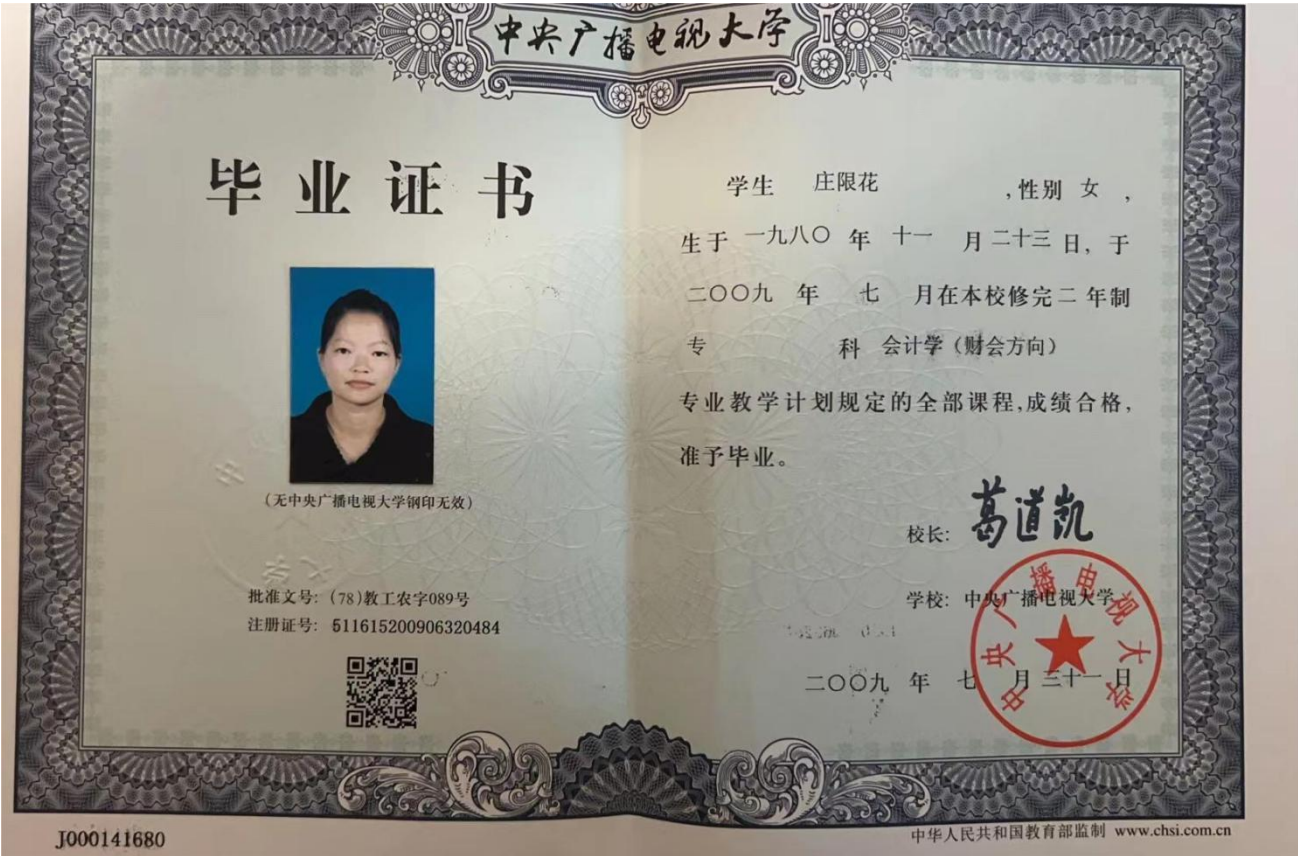 中央广播电视大学
毕业证书
(无中央广播电视大学钢印无效)
批准文号: (78)教工农字089号
注册证号: 511615200906320484
学生 庄限花 ,性别 女 ,
生于 一九八〇 年 十一 月 二十三 日, 于
二〇〇九 年 七 月在本校修完 二 年制
专 科 会计学（财会方向）
专业教学计划规定的全部课程,成绩合格,
准予毕业。
校长: 葛道凯
学校: 中央广播电视大学
二〇〇九 年 七 月 三十一 日
中央广播电视大学
J000141680
中华人民共和国教育部监制 www.chsi.com.cn